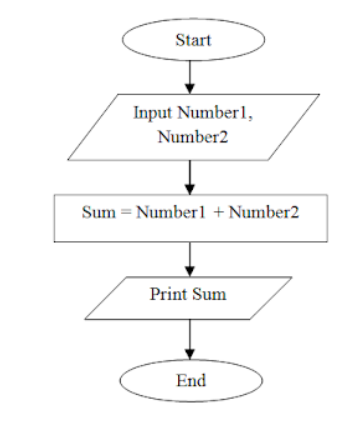 Start
Input Number1,
Number2
Sum = Number1 + Number2
Print Sum
End